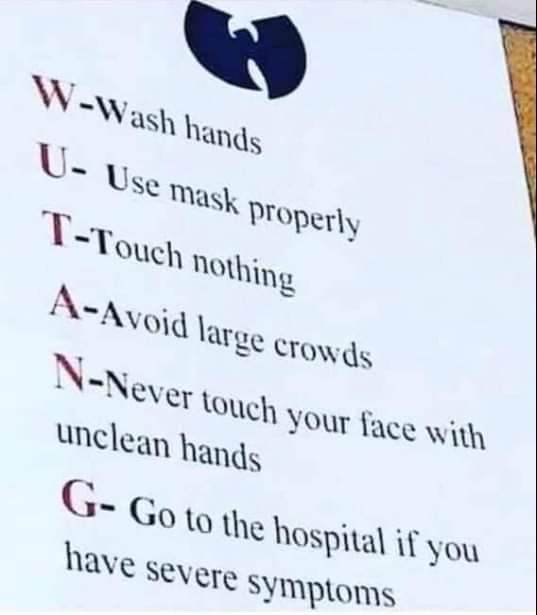 W-Wash hands
U- Use mask properly
T-Touch nothing
A-Avoid large crowds
N-Never touch your face with
unclean hands
G- Go to the hospital if you
have severe symptoms